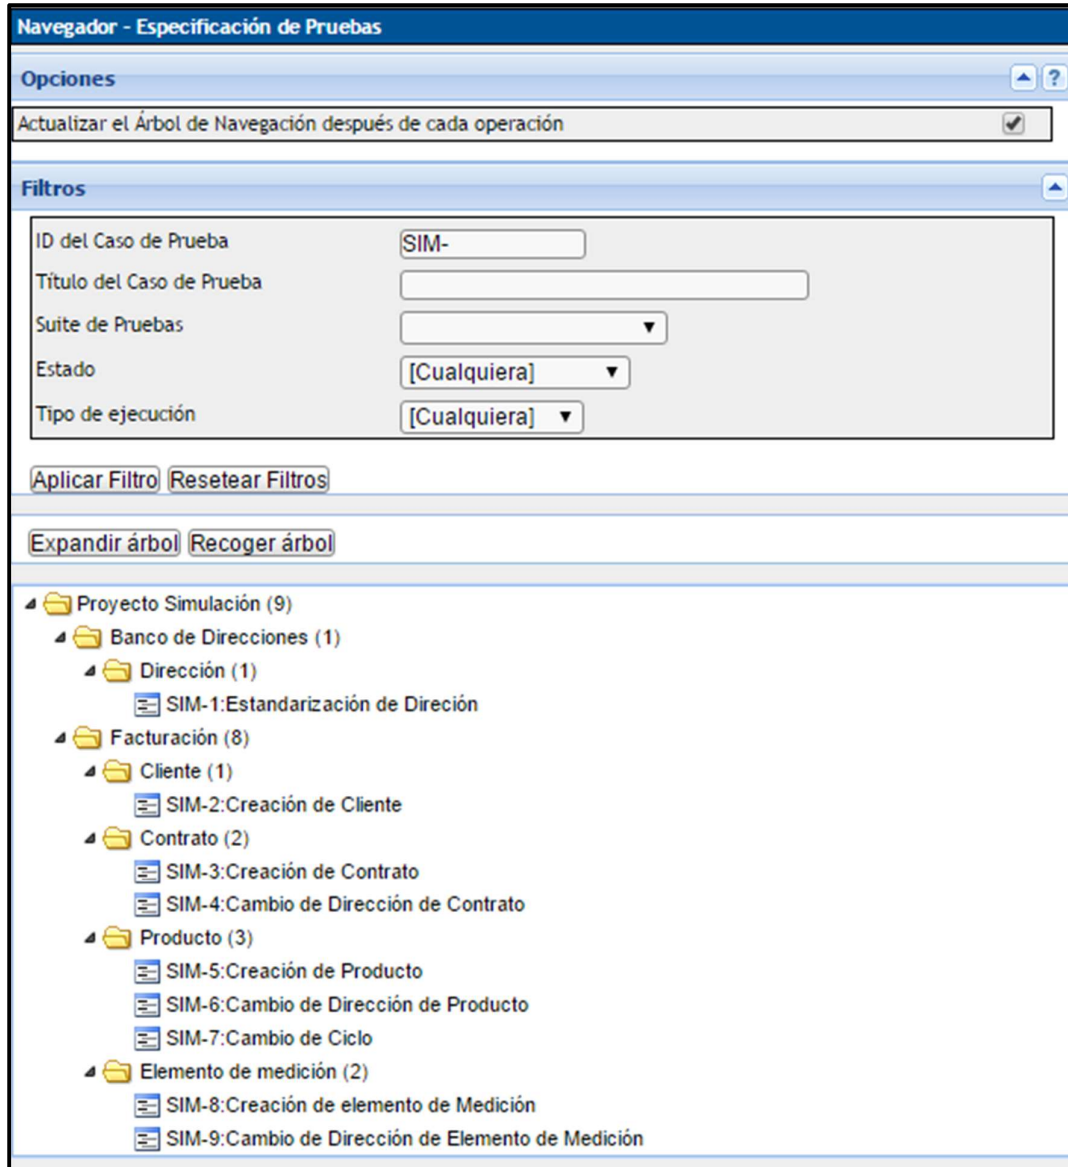 Navegador - Especificación de Pruebas
Opciones
?
Actualizar el Árbol de Navegación después de cada operación
Filtros
ID del Caso de Prueba SIM-
Título del Caso de Prueba
Suite de Pruebas
Estado [Cualquiera]
Tipo de ejecución [Cualquiera]
Aplicar Filtro Resetear Filtros
Expandir árbol Recoger árbol
Proyecto Simulación (9)
Banco de Direcciones (1)
Dirección (1)
SIM-1:Estandarización de Direción
Facturación (8)
Cliente (1)
SIM-2:Creación de Cliente
Contrato (2)
SIM-3:Creación de Contrato
SIM-4:Cambio de Dirección de Contrato
Producto (3)
SIM-5:Creación de Producto
SIM-6:Cambio de Dirección de Producto
SIM-7:Cambio de Ciclo
Elemento de medición (2)
SIM-8:Creación de elemento de Medición
SIM-9:Cambio de Dirección de Elemento de Medición